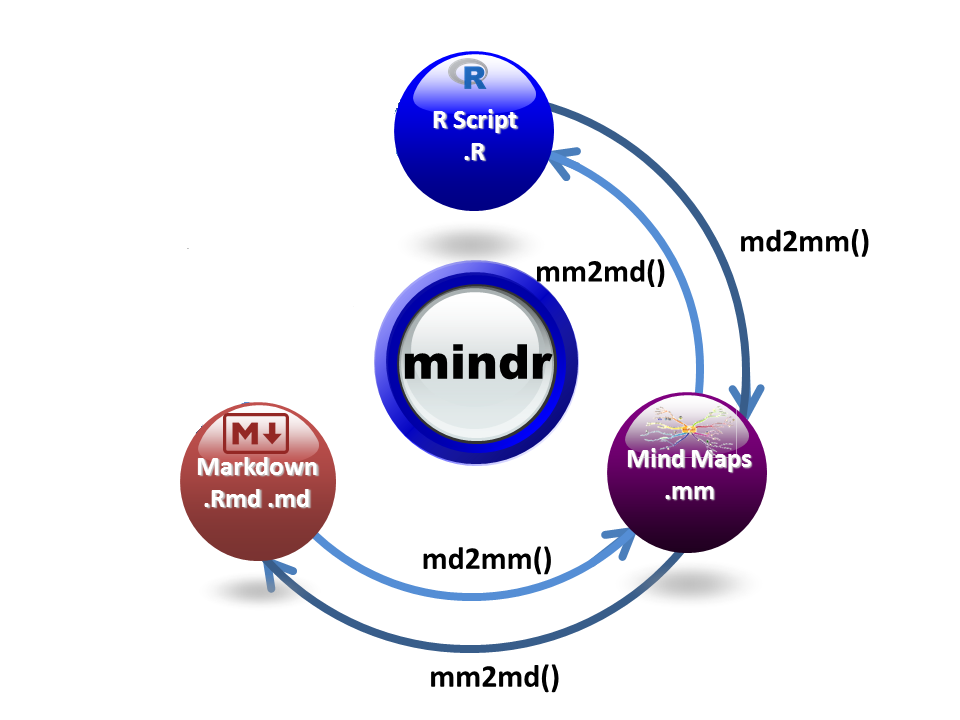 R
R Script
.R
md2mm()
mm2md()
mindr
M
Markdown
.Rmd .md
Mind Maps
.mm
md2mm()
mm2md()